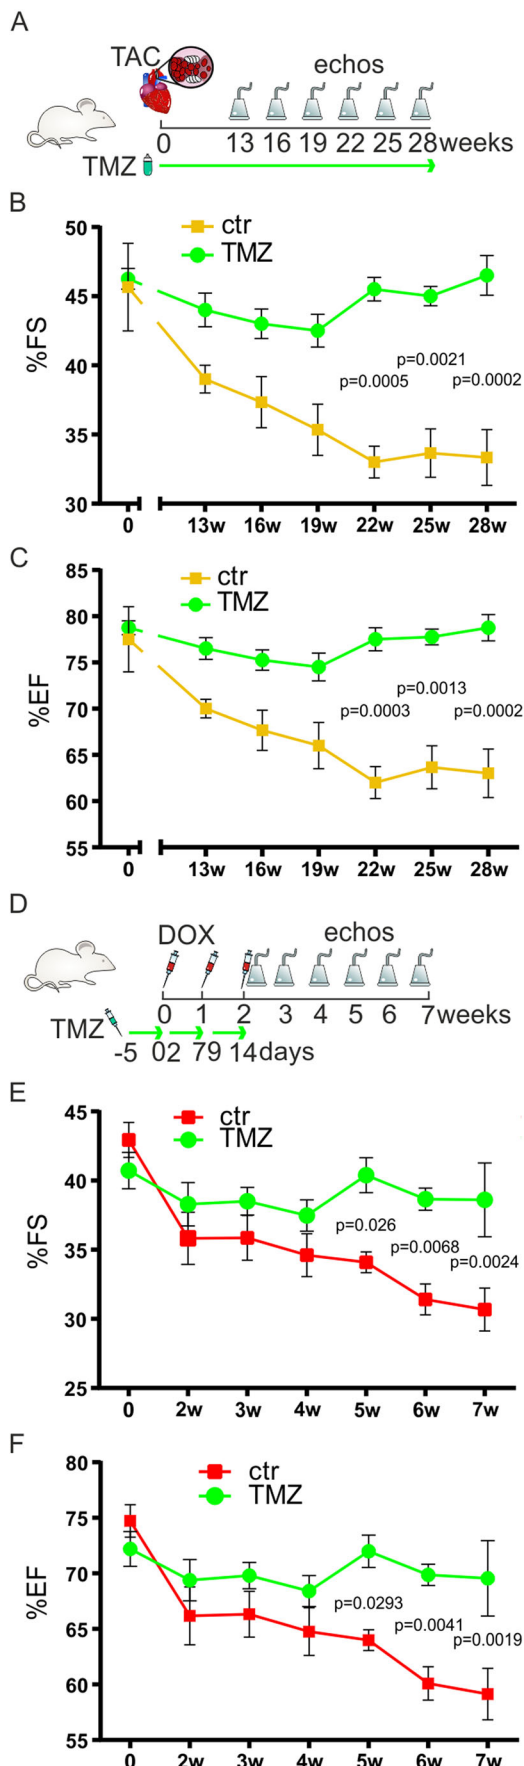 A
TAC
echos
0 13 16 19 22 25 28 weeks
TMZ
B
ctr
TMZ
%FS
50
45
40
35
30
p=0.0021
p=0.0005
p=0.0002
0 13w 16w 19w 22w 25w 28w
C
ctr
TMZ
%EF
85
80
75
70
65
60
55
p=0.0013
p=0.0003
p=0.0002
0 13w 16w 19w 22w 25w 28w
D
DOX
echos
0 1 2 3 4 5 6 7weeks
TMZ
-5 02 79 14days
E
ctr
TMZ
%FS
45
40
35
30
25
p=0.026
p=0.0068
p=0.0024
0 2w 3w 4w 5w 6w 7w
F
ctr
TMZ
%EF
80
75
70
65
60
55
p=0.0293
p=0.0041
p=0.0019
0 2w 3w 4w 5w 6w 7w